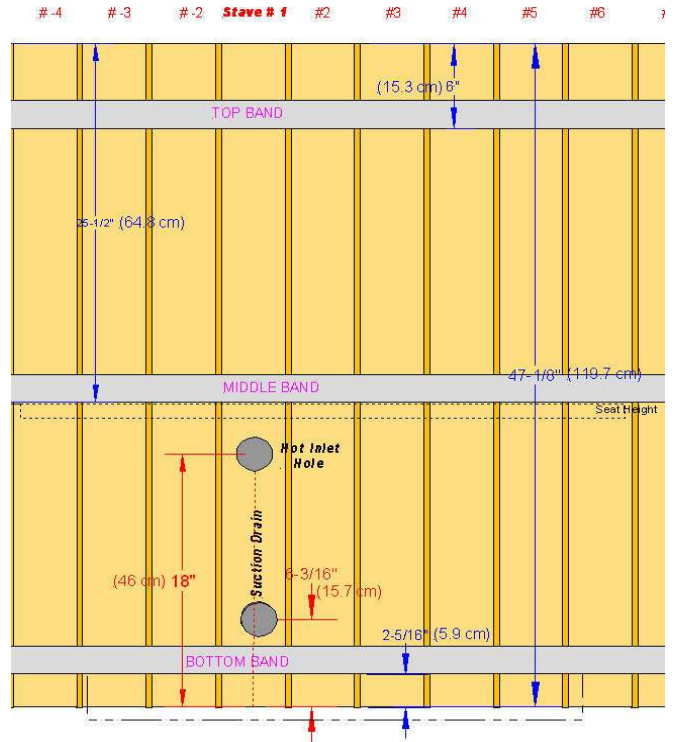 # -4 # -3 # -2 Stave # 1 #2 #3 #4 #5 #6
(15.3 cm) 6"
TOP BAND
25-1/2" (64.8 cm)
47-1/8" (119.7 cm)
MIDDLE BAND
Seat Height
Hot Inlet
Hole
Suction Drain
6-3/16"
(15.7 cm)
(46 cm) 18"
2-5/16" (5.9 cm)
BOTTOM BAND